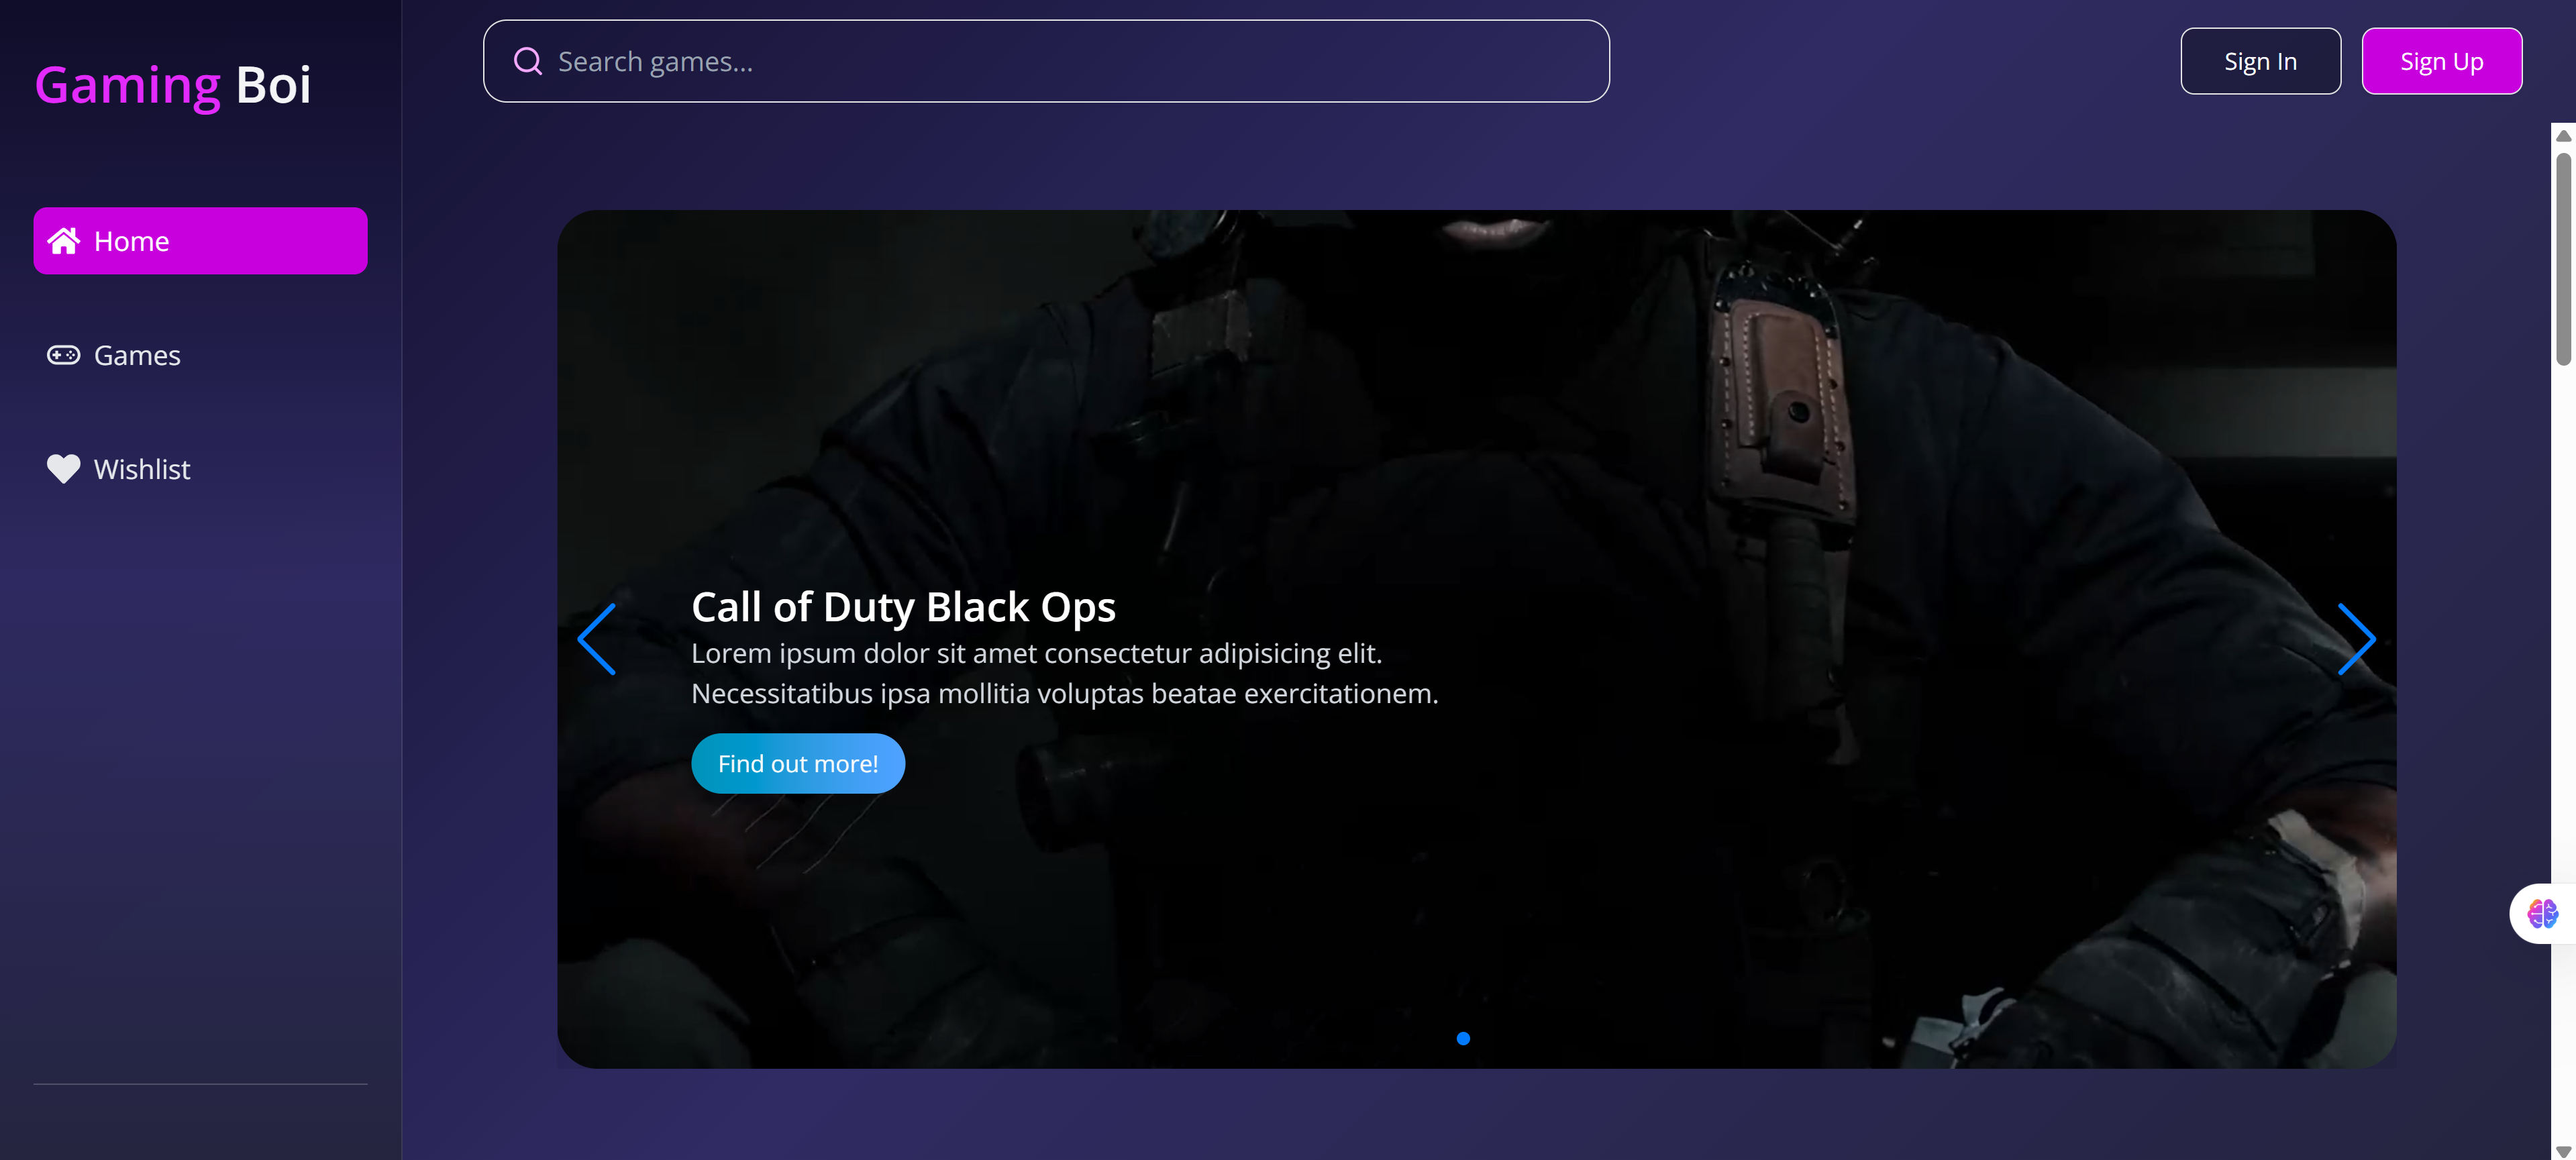 Gaming Boi
Search games...
Sign In
Sign Up
Home
Games
Wishlist
Call of Duty Black Ops
Lorem ipsum dolor sit amet consectetur adipisicing elit.
Necessitatibus ipsa mollitia voluptas beatae exercitationem.
Find out more!